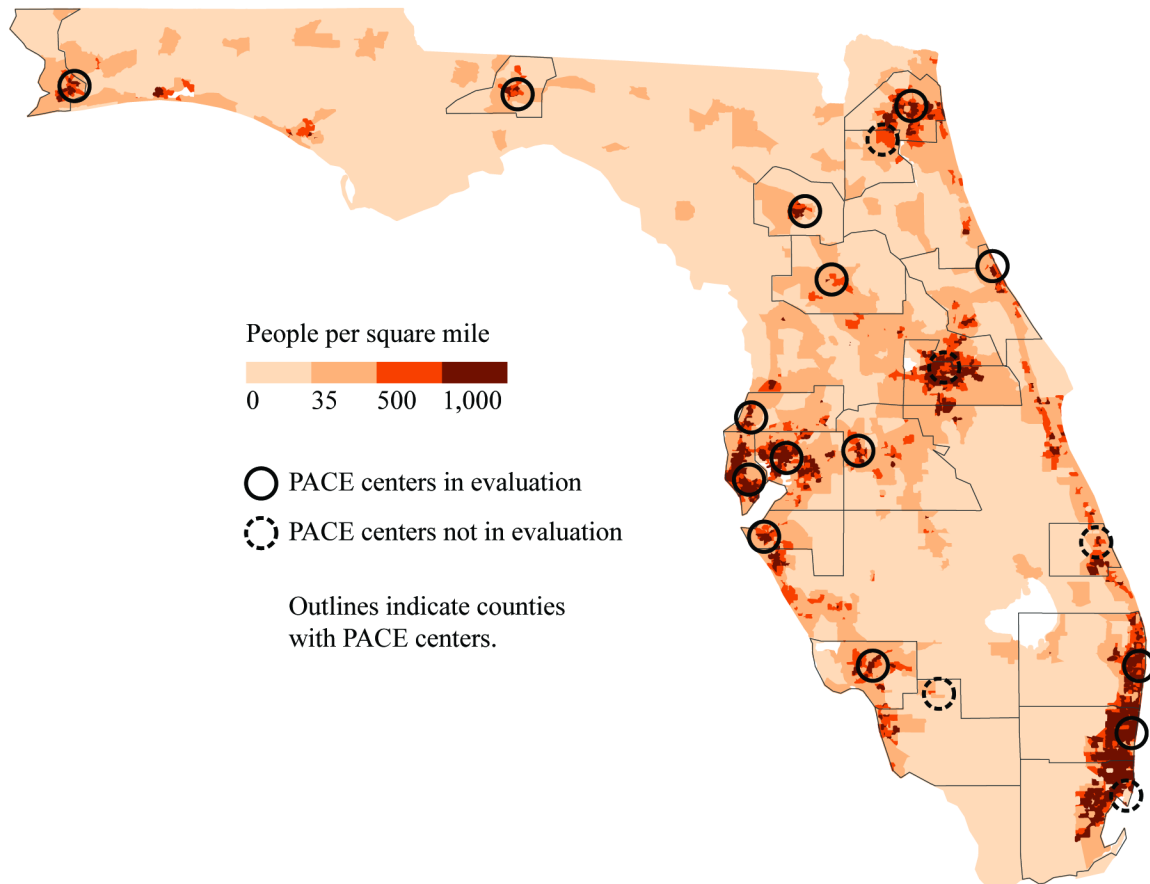 People per square mile
0 35 500 1,000
PACE centers in evaluation
PACE centers not in evaluation
Outlines indicate counties
with PACE centers.